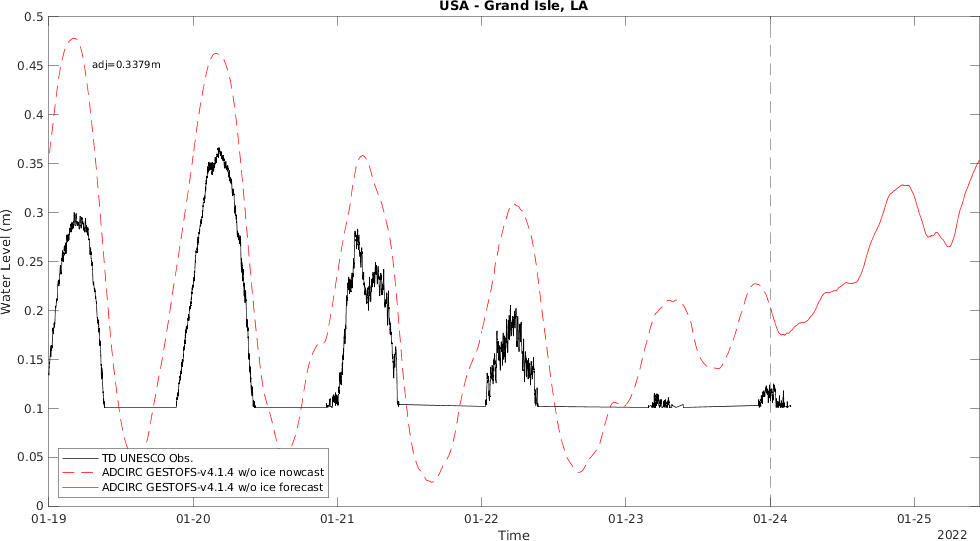 USA - Grand Isle, LA
0.5
0.45
0.4
0.35
0.3
0.25
0.2
0.15
0.1
0.05
0
Water Level (m)
adj=0.3379m
TD UNESCO Obs.
ADCIRC GESTOFS-v4.1.4 w/o ice nowcast
ADCIRC GESTOFS-v4.1.4 w/o ice forecast
01-19 01-20 01-21 01-22 01-23 01-24 01-25
Time
2022